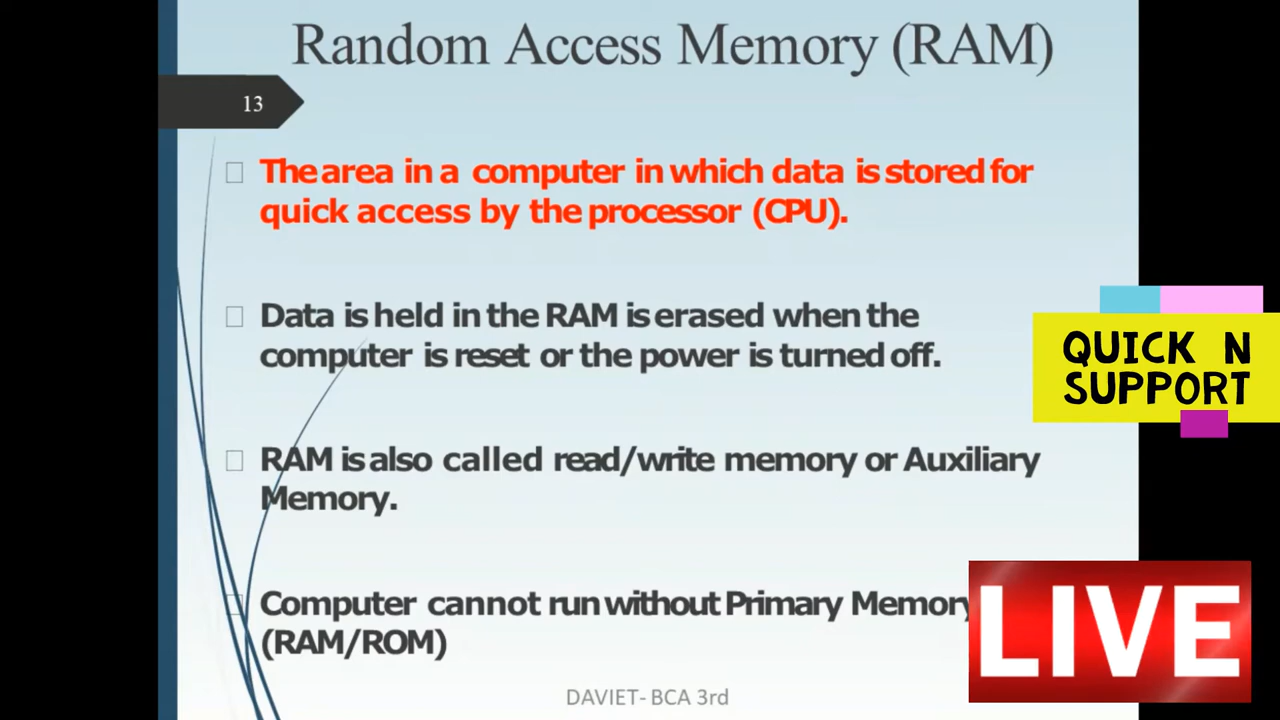 Random Access Memory (RAM)
13
The area in a computer in which data is stored for
quick access by the processor (CPU).
Data is held in the RAM is erased when the
computer is reset or the power is turned off.
RAM is also called read/write memory or Auxiliary
Memory.
Computer cannot run without Primary Memory
(RAM/ROM)
DAVIET- BCA 3rd
QUICK N
SUPPORT
LIVE